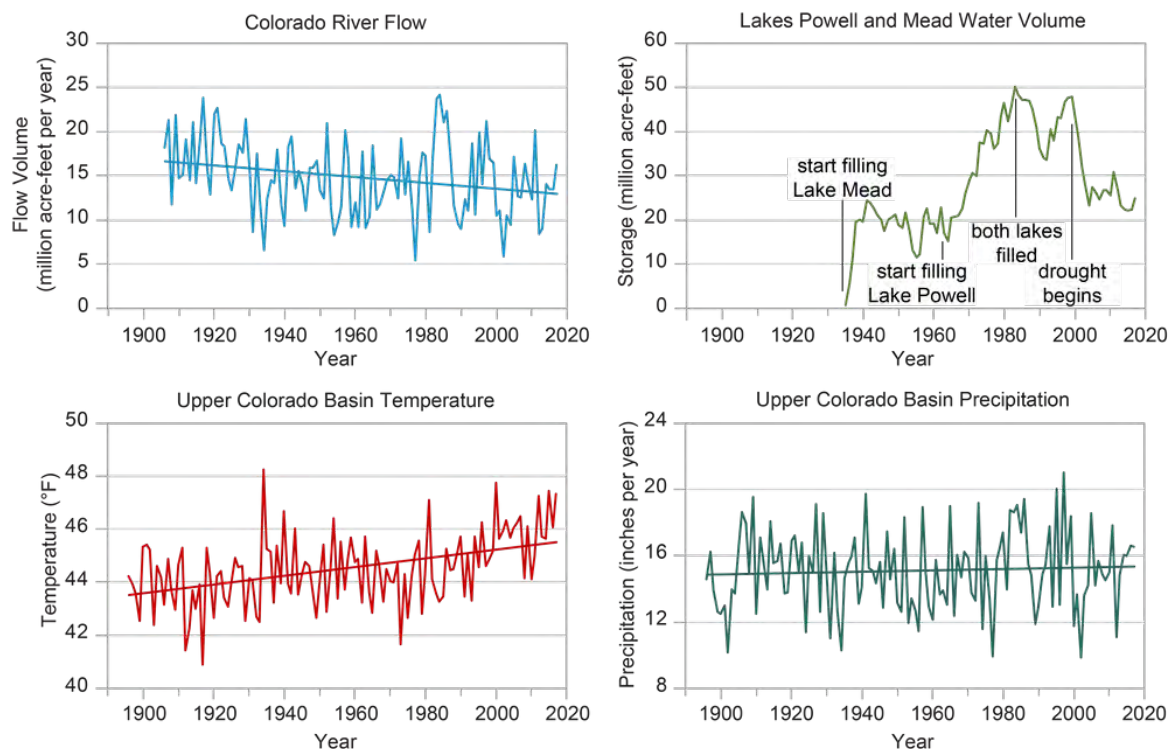 Colorado River Flow
30
25
20
15
10
5
0
Flow Volume
(million acre-feet per year)
1900 1920 1940 1960 1980 2000 2020
Year
Lakes Powell and Mead Water Volume
60
50
40
30
20
10
0
Storage (million acre-feet)
start filling
Lake Mead
start filling
Lake Powell
both lakes
filled
drought
begins
1900 1920 1940 1960 1980 2000 2020
Year
Upper Colorado Basin Temperature
50
48
46
44
42
40
Temperature (°F)
1900 1920 1940 1960 1980 2000 2020
Year
Upper Colorado Basin Precipitation
24
20
16
12
8
Precipitation (inches per year)
1900 1920 1940 1960 1980 2000 2020
Year